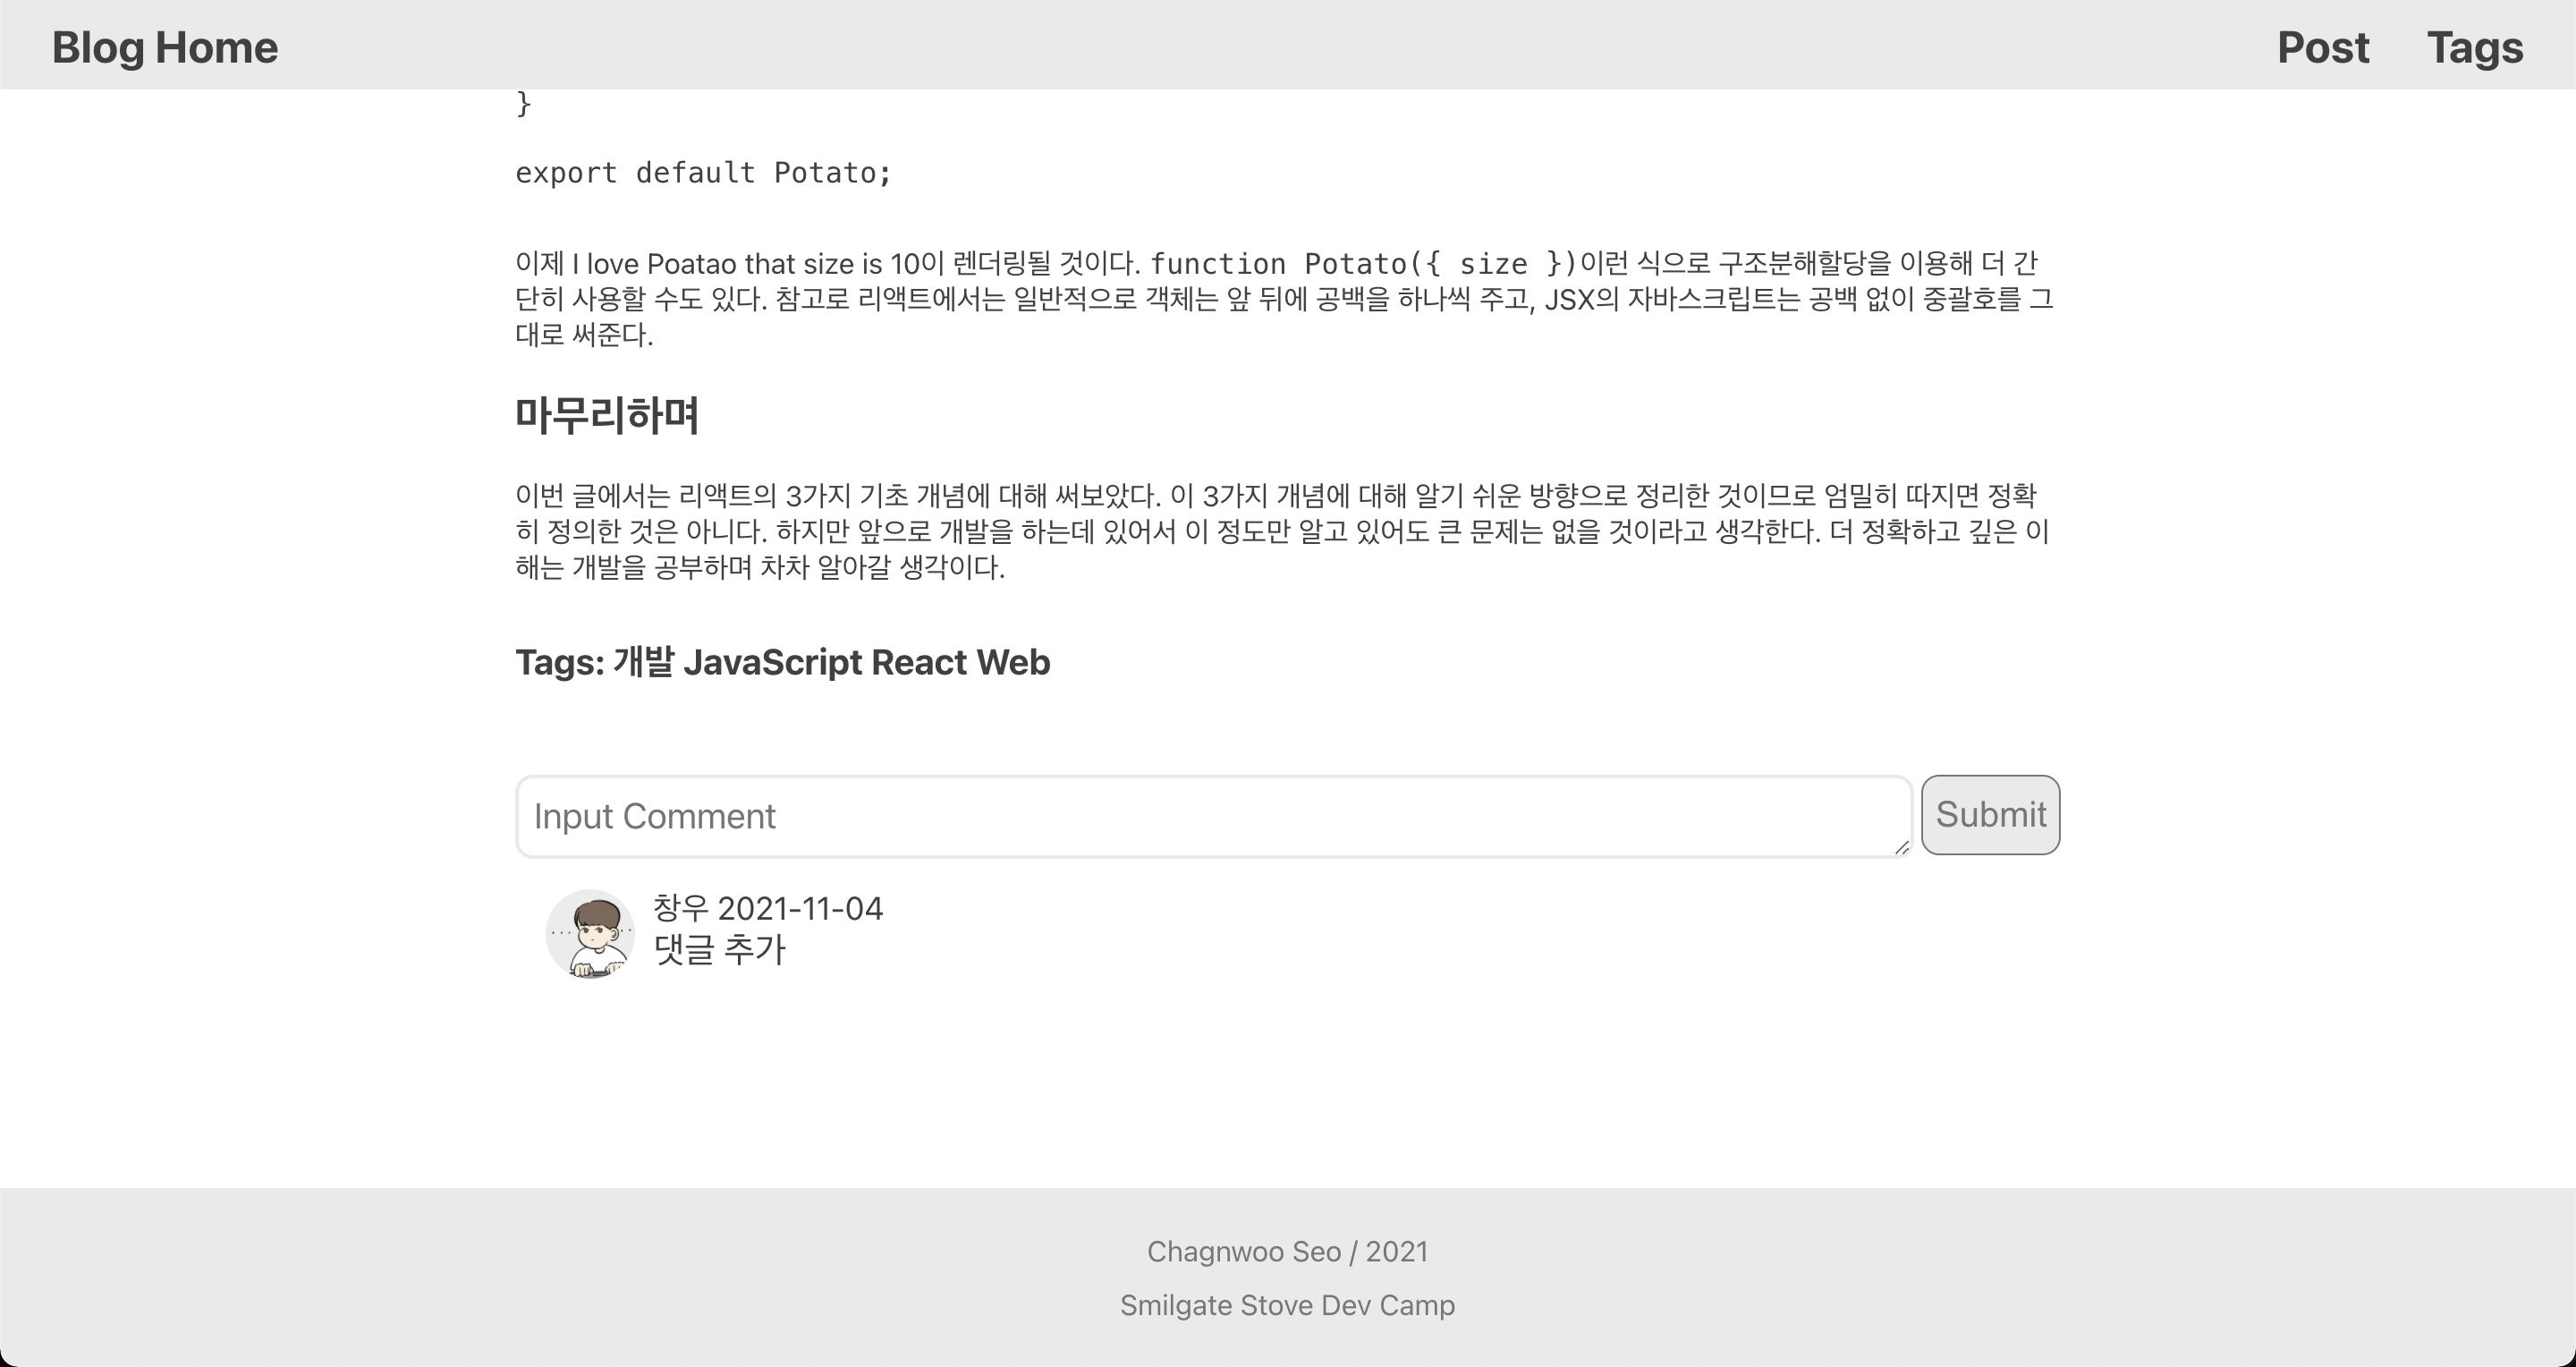 Blog Home Post Tags
}
export default Potato;
이제 I love Poatao that size is 10이 렌더링될 것이다. function Potato({ size })이런 식으로 구조분해할당을 이용해 더 간
단히 사용할 수도 있다. 참고로 리액트에서는 일반적으로 객체는 앞 뒤에 공백을 하나씩 주고, JSX의 자바스크립트는 공백 없이 중괄호를 그
대로 써준다.
마무리하며
이번 글에서는 리액트의 3가지 기초 개념에 대해 써보았다. 이 3가지 개념에 대해 알기 쉬운 방향으로 정리한 것이므로 엄밀히 따지면 정확
히 정의한 것은 아니다. 하지만 앞으로 개발을 하는데 있어서 이 정도만 알고 있어도 큰 문제는 없을 것이라고 생각한다. 더 정확하고 깊은 이
해는 개발을 공부하며 차차 알아갈 생각이다.
Tags: 개발 JavaScript React Web
Input Comment Submit
창우 2021-11-04
댓글 추가
Chagnwoo Seo / 2021
Smilgate Stove Dev Camp